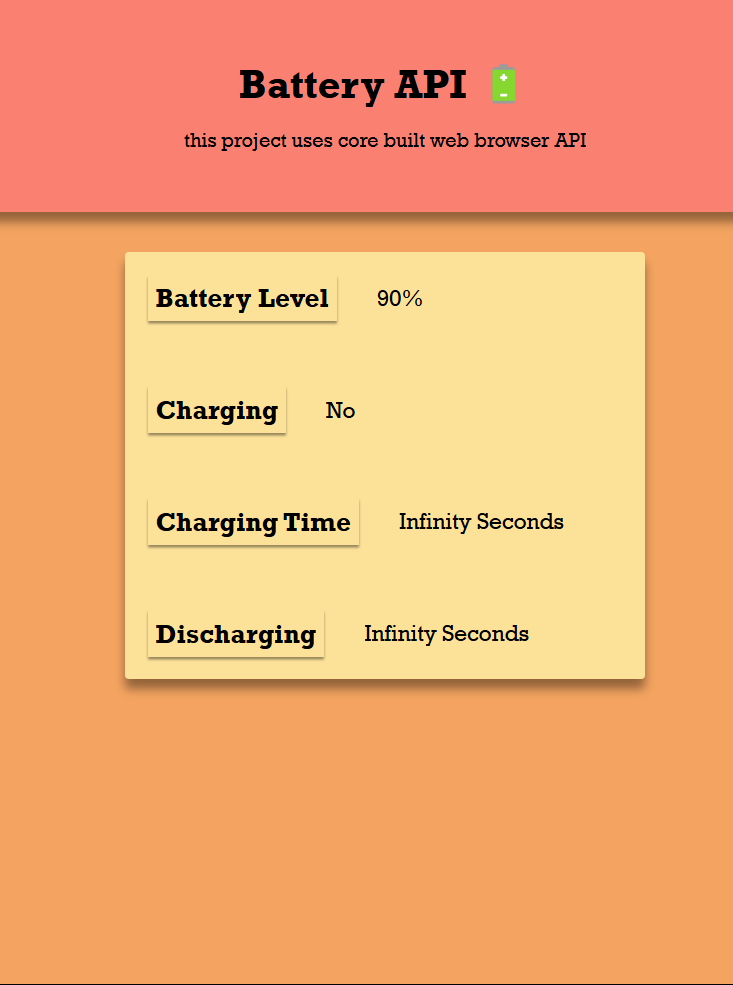 Battery API
this project uses core built web browser API
Battery Level 90%
Charging No
Charging Time Infinity Seconds
Discharging Infinity Seconds